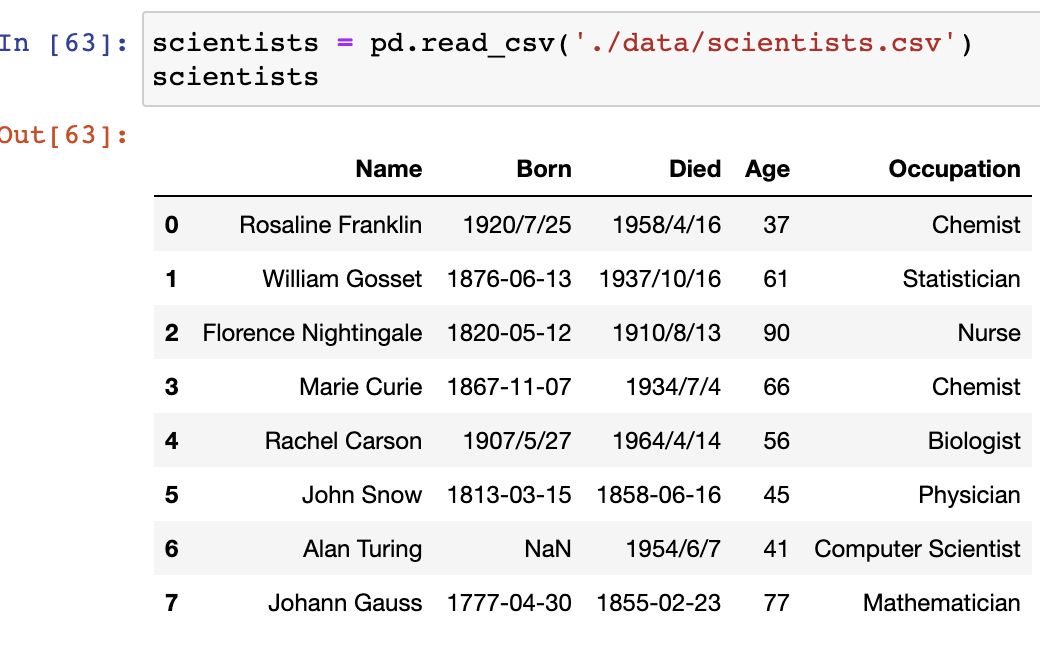 In [63]: scientists = pd.read_csv('./data/scientists.csv')
scientists
Out[63]:
Name Born Died Age Occupation
0 Rosaline Franklin 1920/7/25 1958/4/16 37 Chemist
1 William Gosset 1876-06-13 1937/10/16 61 Statistician
2 Florence Nightingale 1820-05-12 1910/8/13 90 Nurse
3 Marie Curie 1867-11-07 1934/7/4 66 Chemist
4 Rachel Carson 1907/5/27 1964/4/14 56 Biologist
5 John Snow 1813-03-15 1858-06-16 45 Physician
6 Alan Turing NaN 1954/6/7 41 Computer Scientist
7 Johann Gauss 1777-04-30 1855-02-23 77 Mathematician